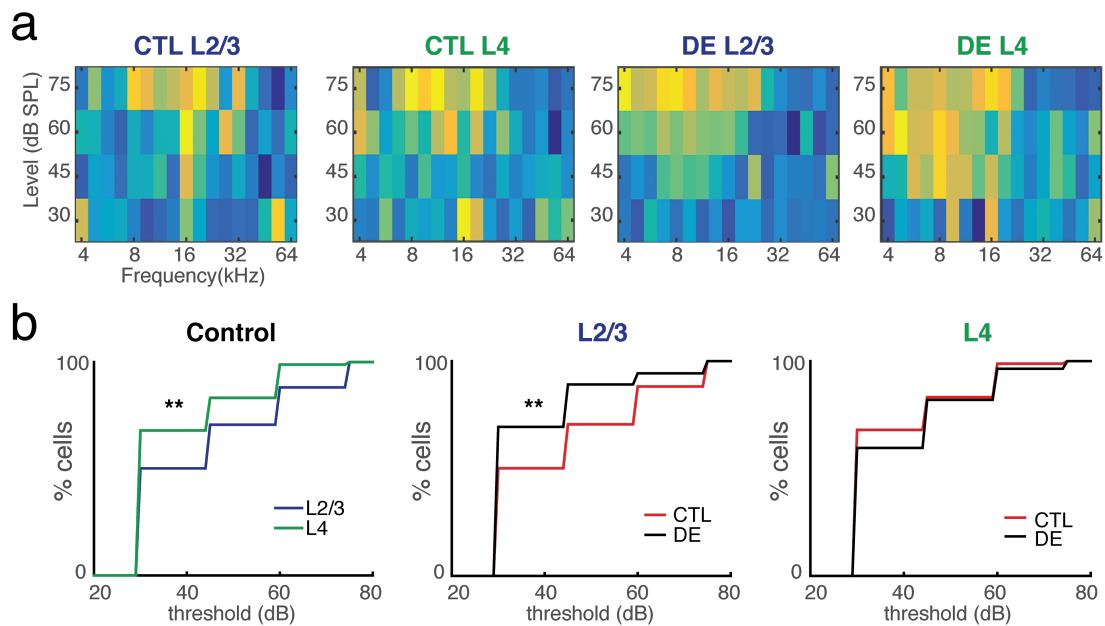 a
CTL L2/3
CTL L4
DE L2/3
DE L4
Level (dB SPL)
75
60
45
30
4 8 16 32 64
Frequency(kHz)
75
60
45
30
4 8 16 32 64
75
60
45
30
4 8 16 32 64
75
60
45
30
4 8 16 32 64
b
Control
L2/3
L4
% cells
100
0
**
L2/3
L4
20 40 60 80
threshold (dB)
% cells
100
0
**
CTL
DE
20 40 60 80
threshold (dB)
% cells
100
0
CTL
DE
20 40 60 80
threshold (dB)